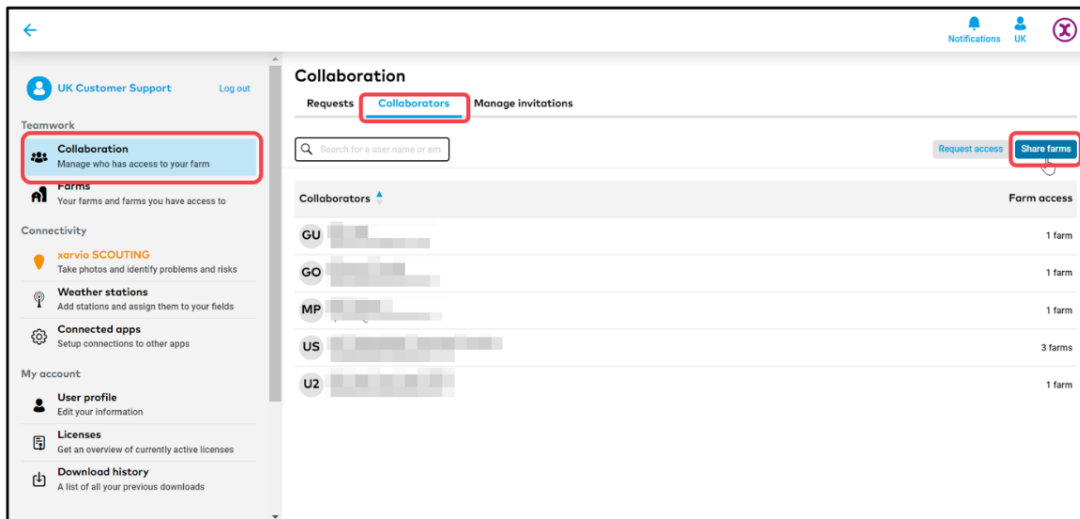 Notifications
UK
UK Customer Support
Log out
Teamwork
Collaboration
Manage who has access to your farm
Farms
Your farms and farms you have access to
Connectivity
xarvio SCOUTING
Take photos and identify problems and risks
Weather stations
Add stations and assign them to your fields
Connected apps
Setup connections to other apps
My account
User profile
Edit your information
Licenses
Get an overview of currently active licenses
Download history
A list of all your previous downloads
Collaboration
Requests Collaborators Manage invitations
Search for a user name or em
Request access Share farms
Collaborators Farm access
GU 1 farm
GO 1 farm
MP 1 farm
US 3 farms
U2 1 farm